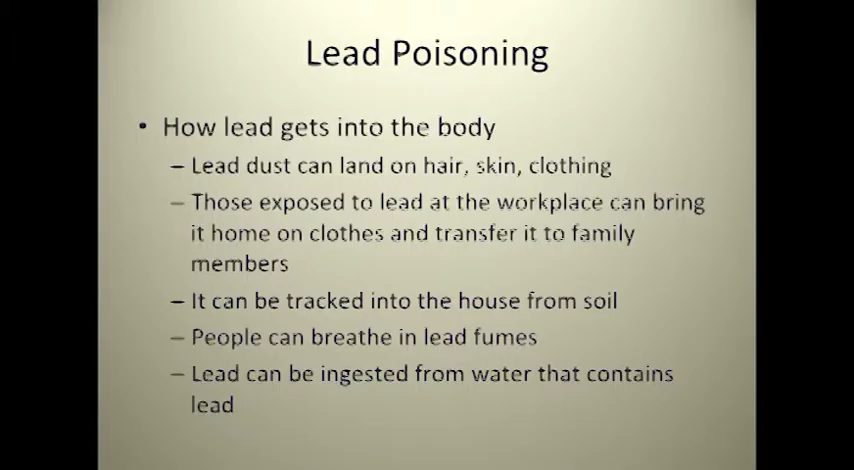 Lead Poisoning
• How lead gets into the body
– Lead dust can land on hair, skin, clothing
– Those exposed to lead at the workplace can bring
it home on clothes and transfer it to family
members
– It can be tracked into the house from soil
– People can breathe in lead fumes
– Lead can be ingested from water that contains
lead